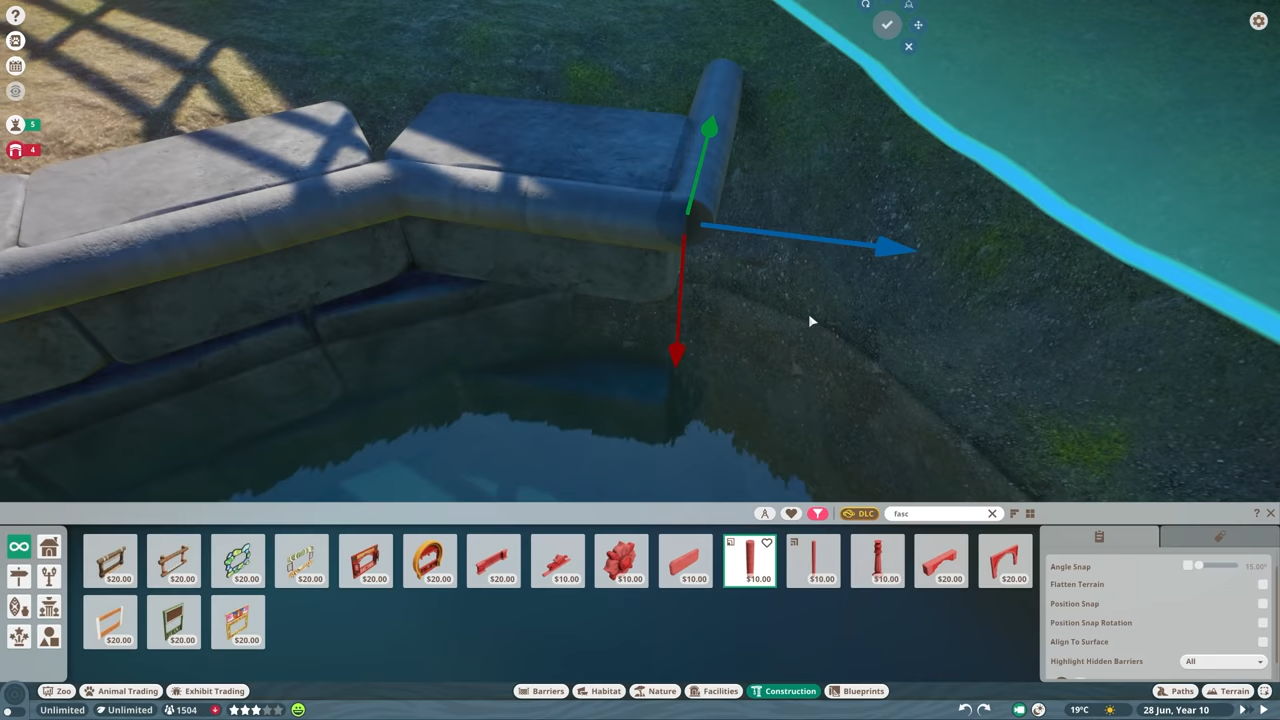 5
4
DLC
fasc
$20.00 $20.00 $20.00 $20.00 $20.00 $20.00 $20.00 $10.00 $10.00 $10.00 $10.00 $10.00 $10.00 $20.00 $20.00
$20.00 $20.00 $20.00
Angle Snap 15.00°
Flatten Terrain
Position Snap
Position Snap Rotation
Align To Surface
Highlight Hidden Barriers All
Zoo Animal Trading Exhibit Trading Barriers Habitat Nature Facilities Construction Blueprints Paths Terrain
Unlimited Unlimited 1504 19°C 28 Jun, Year 10